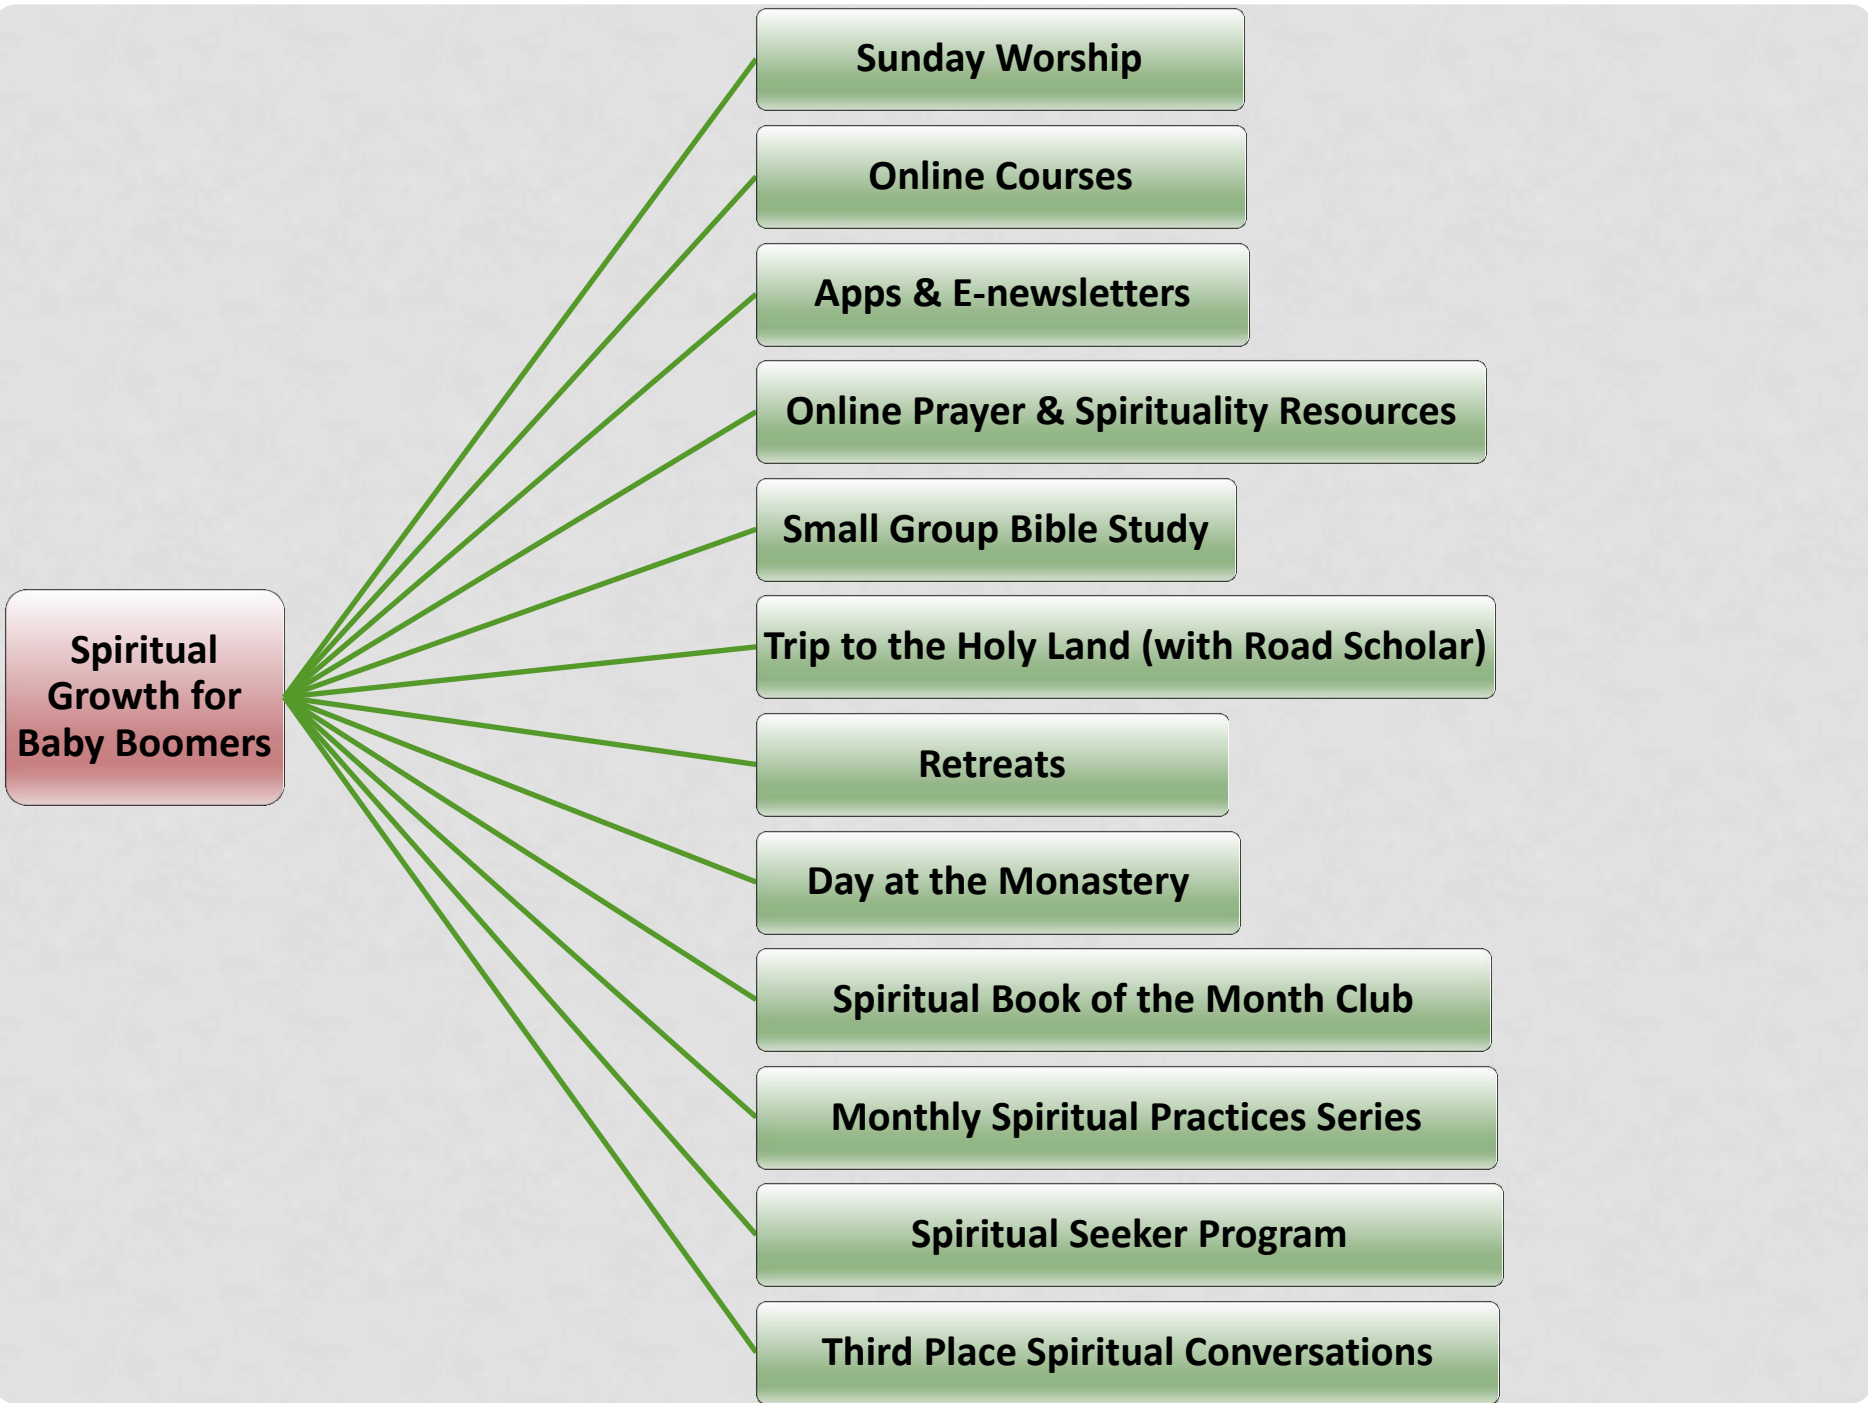 Sunday Worship
Online Courses
Apps & E-newsletters
Online Prayer & Spirituality Resources
Small Group Bible Study
Spiritual
Growth for
Baby Boomers
Trip to the Holy Land (with Road Scholar)
Retreats
Day at the Monastery
Spiritual Book of the Month Club
Monthly Spiritual Practices Series
Spiritual Seeker Program
Third Place Spiritual Conversations